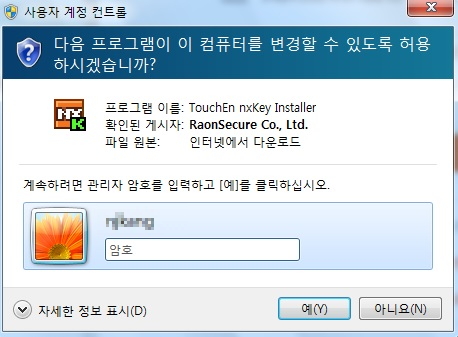 사용자 계정 컨트롤
다음 프로그램이 이 컴퓨터를 변경할 수 있도록 허용
하시겠습니까?
NX
K
프로그램 이름: TouchEn nxKey Installer
확인된 게시자: RaonSecure Co., Ltd.
파일 원본: 인터넷에서 다운로드
계속하려면 관리자 암호를 입력하고 [예]를 클릭하십시오.
암호
자세한 정보 표시(D)
예(Y)
아니요(N)